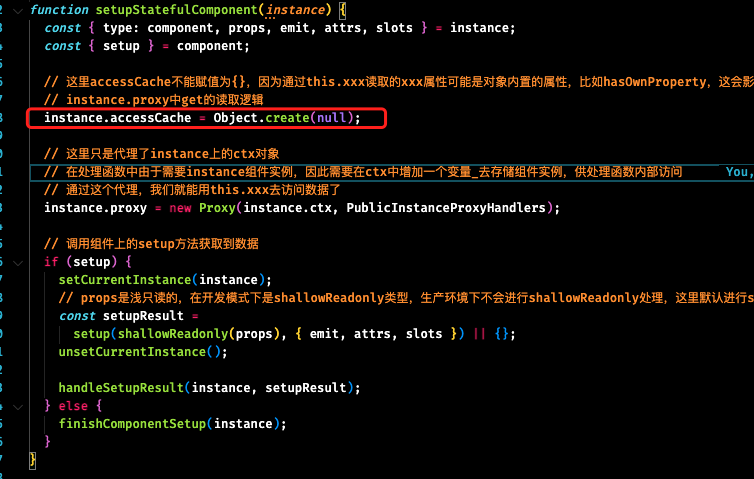 function setupStatefulComponent(instance) {
const { type: component, props, emit, attrs, slots } = instance;
const { setup } = component;
// 这里accessCache不能赋值为{}，因为通过this.xxx读取的xxx属性可能是对象内置的属性，比如hasOwnProperty，这会影
// instance.proxy中get的读取逻辑
instance.accessCache = Object.create(null);
// 这里只是代理了instance上的ctx对象
// 在处理函数中由于需要instance组件实例，因此需要在ctx中增加一个变量_去存储组件实例，供处理函数内部访问 You,
// 通过这个代理，我们就能用this.xxx去访问数据了
instance.proxy = new Proxy(instance.ctx, PublicInstanceProxyHandlers);
// 调用组件上的setup方法获取到数据
if (setup) {
setCurrentInstance(instance);
// props是浅只读的，在开发模式下是shallowReadonly类型，生产环境下不会进行shallowReadonly处理，这里默认进行s
const setupResult =
setup(shallowReadonly(props), { emit, attrs, slots }) || {};
unsetCurrentInstance();
handleSetupResult(instance, setupResult);
} else {
finishComponentSetup(instance);
}
}